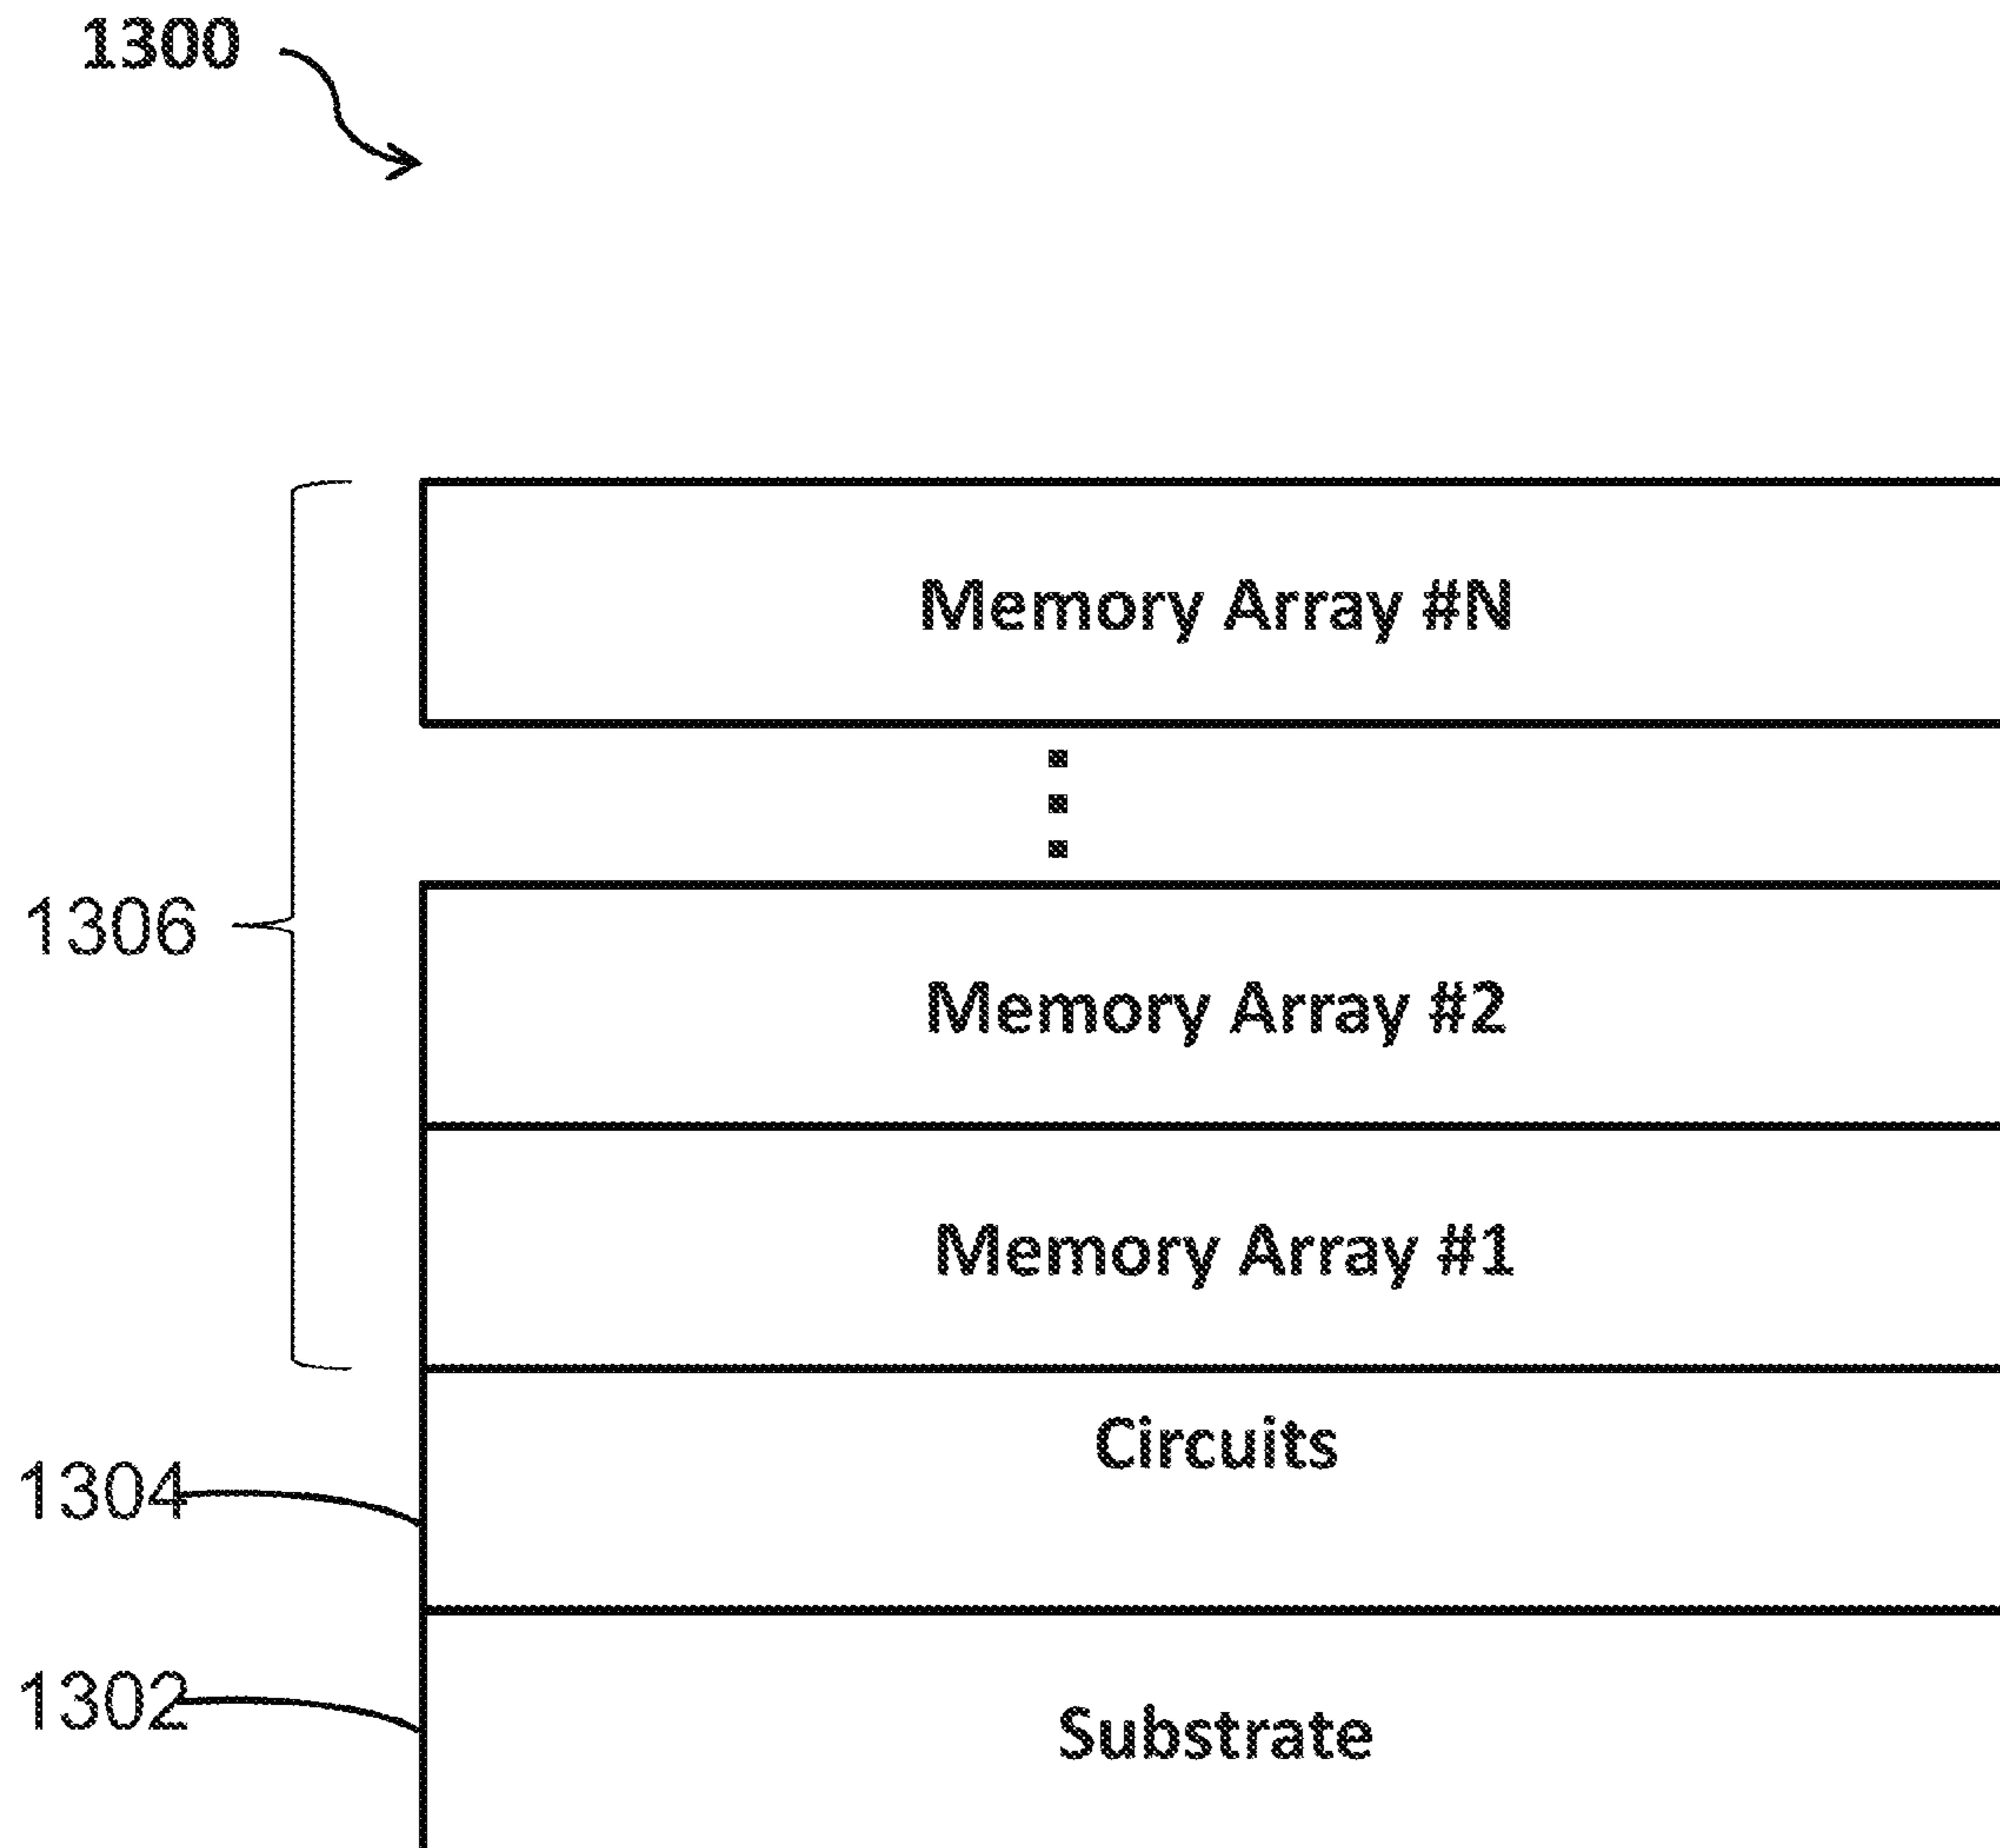 1300
Memory Array #N
1306
Memory Array #2
Memory Array #1
Circuits
1304
1302
Substrate